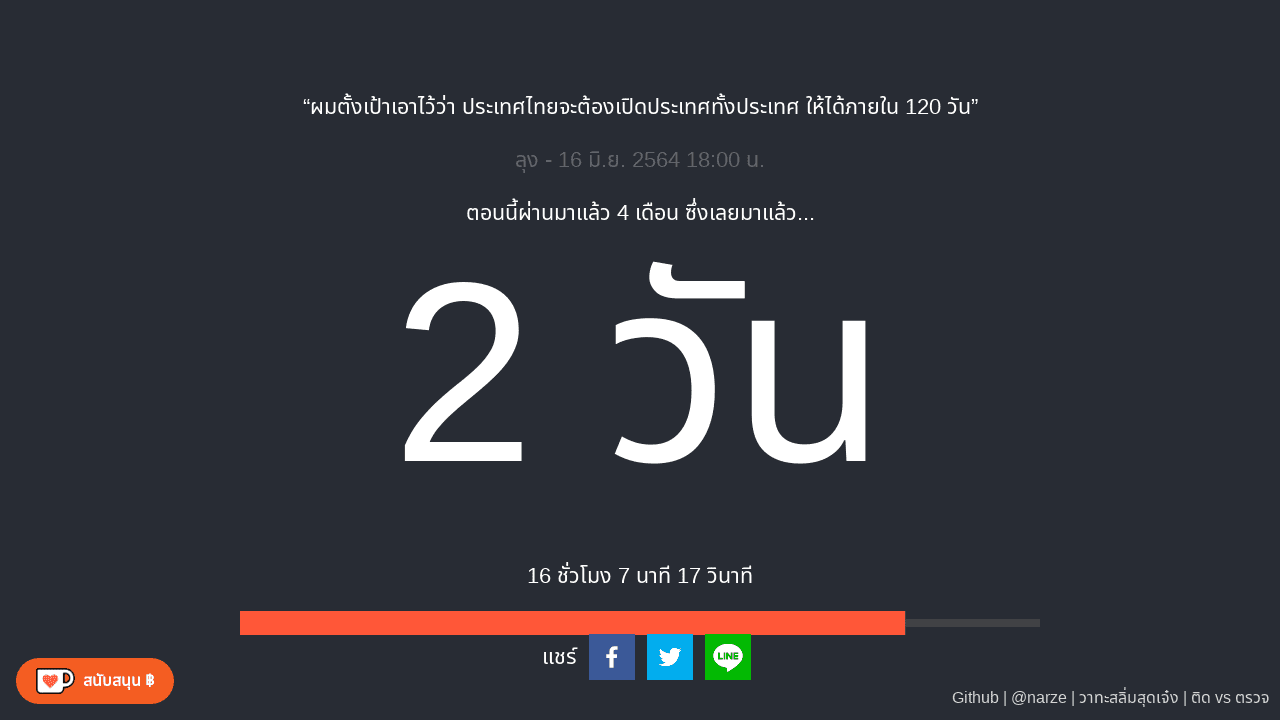 “ผมตั้งเป้าเอาไว้ว่า ประเทศไทยจะต้องเปิดประเทศทั้งประเทศ ให้ได้ภายใน 120 วัน”
ลุง - 16 มิ.ย. 2564 18:00 น.
ตอนนี้ผ่านมาแล้ว 4 เดือน ซึ่งเลยมาแล้ว...
2 วัน
16 ชั่วโมง 7 นาที 17 วินาที
แชร์
LINE
สนับสนุน ฿
Github | @narze | วาทะสลิ่มสุดเจ๋ง | ติด vs ตรวจ